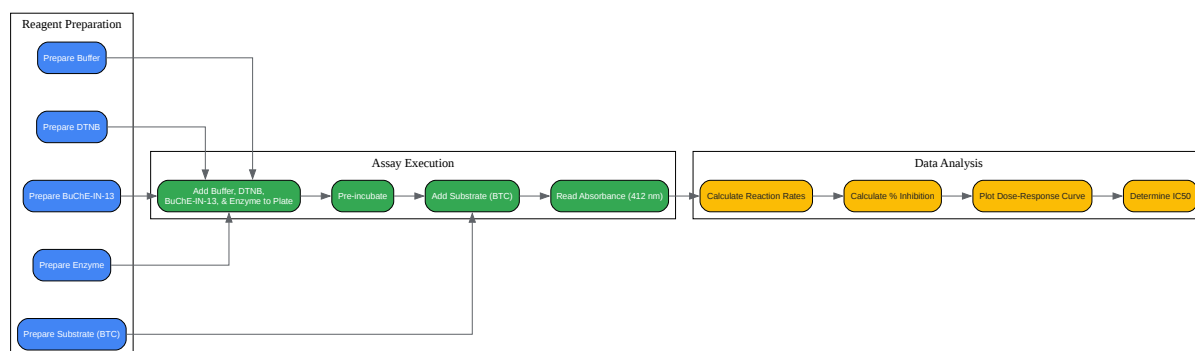 Reagent Preparation
Prepare Buffer
Prepare DTNB
Prepare BuChE-IN-13
Prepare Enzyme
Prepare Substrate (BTC)
Assay Execution
Add Buffer, DTNB,
BuChE-IN-13, & Enzyme to Plate
Pre-incubate
Add Substrate (BTC)
Read Absorbance (412 nm)
Data Analysis
Calculate Reaction Rates
Calculate % Inhibition
Plot Dose-Response Curve
Determine IC50